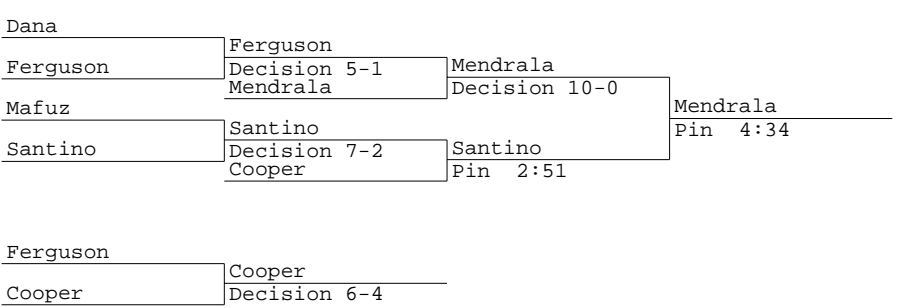 Dana
Ferguson
Ferguson
Decision 5-1
Mendrala
Mendrala
Decision 10-0
Mafuz
Santino
Santino
Decision 7-2
Cooper
Santino
Pin 2:51
Mendrala
Pin 4:34
Ferguson
Cooper
Cooper
Decision 6-4